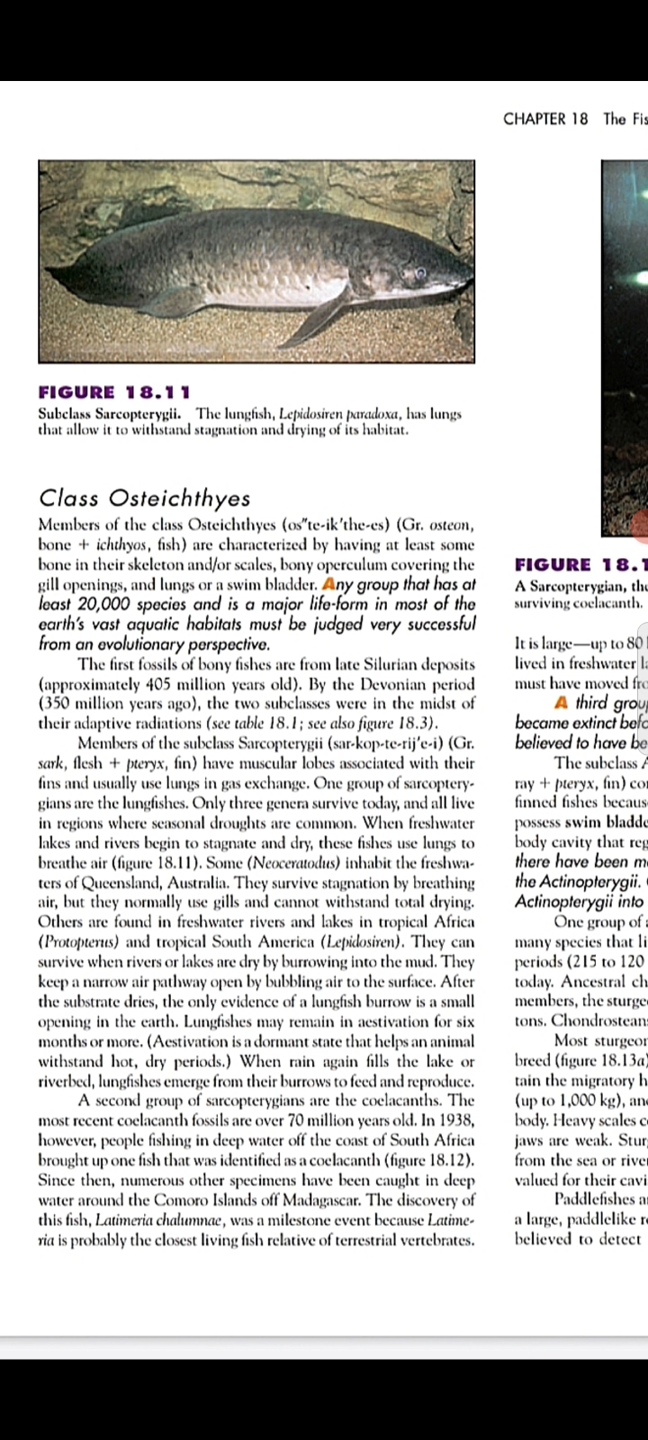 CHAPTER 18 The Fis
FIGURE 18.11
Subclass Sarcopterygii. The lungfish, Lepidosiren paradoxa, has lungs
that allow it to withstand stagnation and drying of its habitat.
Class Osteichthyes
Members of the class Osteichthyes (os"te-ik'the-es) (Gr. osteon,
bone + ichthyos, fish) are characterized by having at least some
bone in their skeleton and/or scales, bony operculum covering the
gill openings, and lungs or a swim bladder. Any group that has at
least 20,000 species and is a major life-form in most of the
earth's vast aquatic habitats must be judged very successful
from an evolutionary perspective.
The first fossils of bony fishes are from late Silurian deposits
(approximately 405 million years old). By the Devonian period
(350 million years ago), the two subclasses were in the midst of
their adaptive radiations (see table 18.1; see also figure 18.3).
Members of the subclass Sarcopterygii (sar-kop-te-rij'e-i) (Gr.
sark, flesh + pteryx, fin) have muscular lobes associated with their
fins and usually use lungs in gas exchange. One group of sarcoptery-
gians are the lungfishes. Only three genera survive today, and all live
in regions where seasonal droughts are common. When freshwater
lakes and rivers begin to stagnate and dry, these fishes use lungs to
breathe air (figure 18.11). Some (Neoceratodus) inhabit the freshwa-
ters of Queensland, Australia. They survive stagnation by breathing
air, but they normally use gills and cannot withstand total drying.
Others are found in freshwater rivers and lakes in tropical Africa
(Protopterus) and tropical South America (Lepidosiren). They can
survive when rivers or lakes are dry by burrowing into the mud. They
keep a narrow air pathway open by bubbling air to the surface. After
the substrate dries, the only evidence of a lungfish burrow is a small
opening in the earth. Lungfishes may remain in aestivation for six
months or more. (Aestivation is a dormant state that helps an animal
withstand hot, dry periods.) When rain again fills the lake or
riverbed, lungfishes emerge from their burrows to feed and reproduce.
A second group of sarcopterygians are the coelacanths. The
most recent coelacanth fossils are over 70 million years old. In 1938,
however, people fishing in deep water off the coast of South Africa
brought up one fish that was identified as a coelacanth (figure 18.12).
Since then, numerous other specimens have been caught in deep
water around the Comoro Islands off Madagascar. The discovery of
this fish, Latimeria chalumnae, was a milestone event because Latime-
ria is probably the closest living fish relative of terrestrial vertebrates.
FIGURE 18.1
A Sarcopterygian, the
surviving coelacanth.
It is large—up to 80
lived in freshwater
must have moved fro
A third grou
became extinct befo
believed to have be
The subclass A
ray + pteryx, fin) co
finned fishes becaus
possess swim bladde
body cavity that reg
there have been m
the Actinopterygii.
Actinopterygii into
One group of
many species that li
periods (215 to 120
today. Ancestral ch
members, the sturge
tons. Chondrostean
Most sturgeor
breed (figure 18.13a)
tain the migratory h
(up to 1,000 kg), an
body. Heavy scales c
jaws are weak. Stur
from the sea or rive
valued for their cavi
Paddlefishes a
a large, paddlelike r
believed to detect